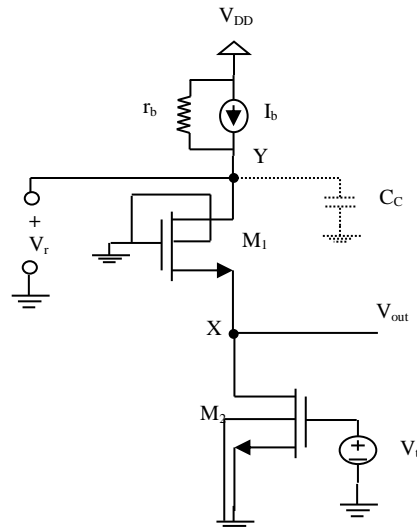 V_DD
r_b
I_b
Y
+
V_r
C_C
M_1
X
V_out
M_2
+
V_t